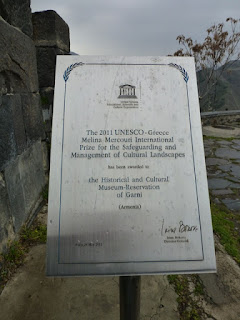 UNESCO
The 2011 UNESCO-Greece
Melina Mercouri International
Prize for the Safeguarding and
Management of Cultural Landscapes
has been awarded to
the Historical and Cultural
Museum-Reservation
of Garni
(Armenia)